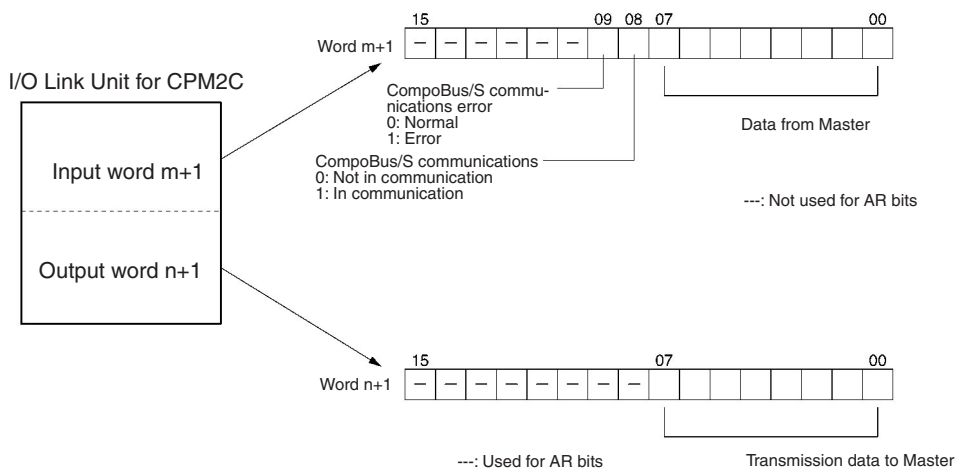 15 09 08 07 00
Word m+1
– – – – – –
I/O Link Unit for CPM2C
Input word m+1
Output word n+1
CompoBus/S commu-
nications error
0: Normal
1: Error
CompoBus/S communications
0: Not in communication
1: In communication
Data from Master
---: Not used for AR bits
15 07 00
Word n+1
– – – – – – – –
---: Used for AR bits
Transmission data to Master